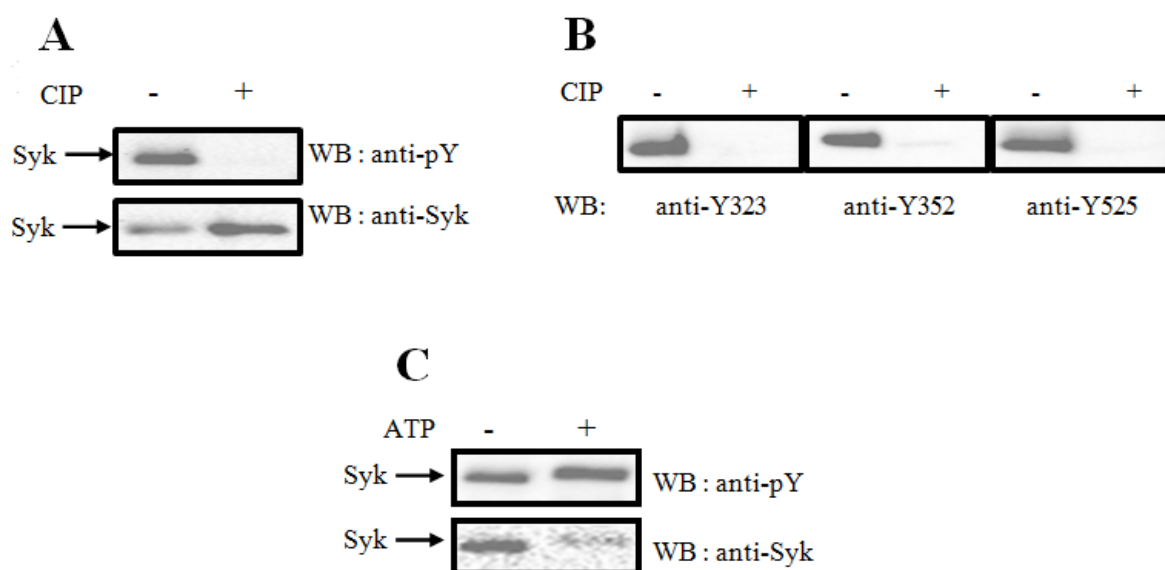 A
CIP - +
Syk WB : anti-pY
Syk WB : anti-Syk
B
CIP - + - + - +
WB: anti-Y323 anti-Y352 anti-Y525
C
ATP - +
Syk WB : anti-pY
Syk WB : anti-Syk